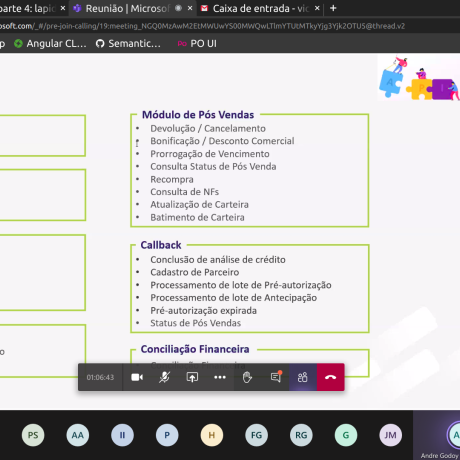 parte 4: lapic
Reunião | Microsof
Caixa de entrada - vic
osoft.com/_#/pre-join-calling/19:meeting_NGQ0MzAwM2EtMWUwYS00MWQwLTlmYTUtMTkyYjg3Yjk2OTU5@thread.v2
p
Angular CL...
Semantic...
PO UI
Módulo de Pós Vendas
• Devolução / Cancelamento
• Bonificação / Desconto Comercial
• Prorrogação de Vencimento
• Consulta Status de Pós Venda
• Recompra
• Consulta de NFs
• Atualização de Carteira
• Batimento de Carteira
Callback
• Conclusão de análise de crédito
• Cadastro de Parceiro
• Processamento de lote de Pré-autorização
• Processamento de lote de Antecipação
• Pré-autorização expirada
• Status de Pós Vendas
Conciliação Financeira
o
01:06:43
PS
AA
II
P
H
FG
RG
G
JM
A
Andre Godoy